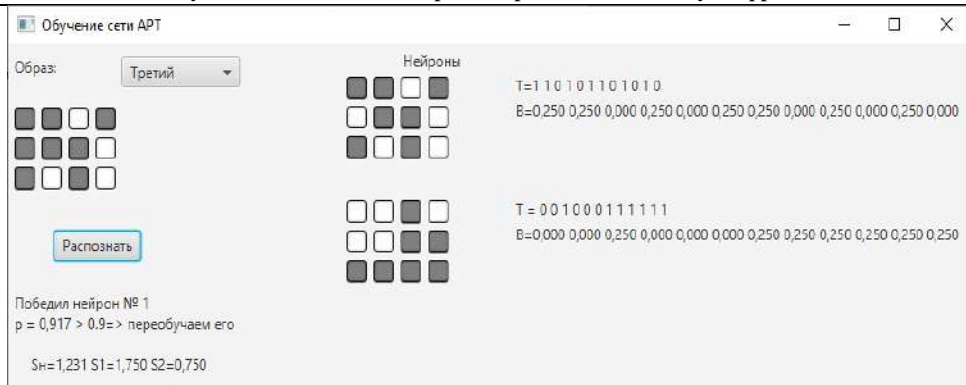 Обучение сети АРТ
Образ:
Третий
Нейроны
T=1 1 0 1 0 1 1 0 1 0 1 0
B=0,250 0,250 0,000 0,250 0,000 0,250 0,250 0,000 0,250 0,000 0,250 0,000
T = 0 0 1 0 0 0 1 1 1 1 1 1
B=0,000 0,000 0,250 0,000 0,000 0,000 0,250 0,250 0,250 0,250 0,250 0,250
Распознать
Победил нейрон № 1
p = 0,917 > 0.9=> переобучаем его
Sн=1,231 S1=1,750 S2=0,750